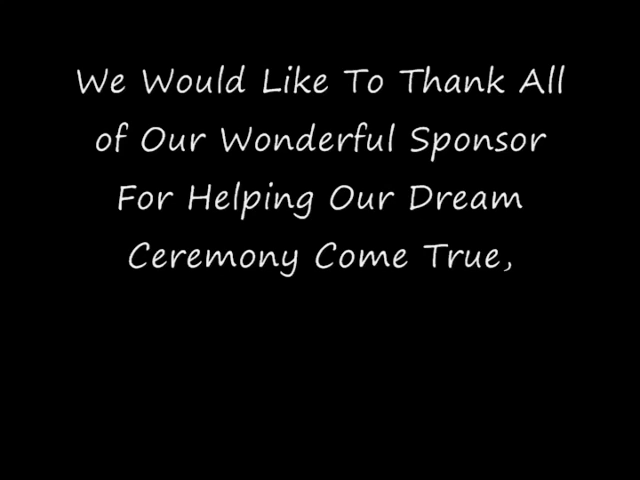 We Would Like To Thank All
of Our Wonderful Sponsor
For Helping Our Dream
Ceremony Come True,